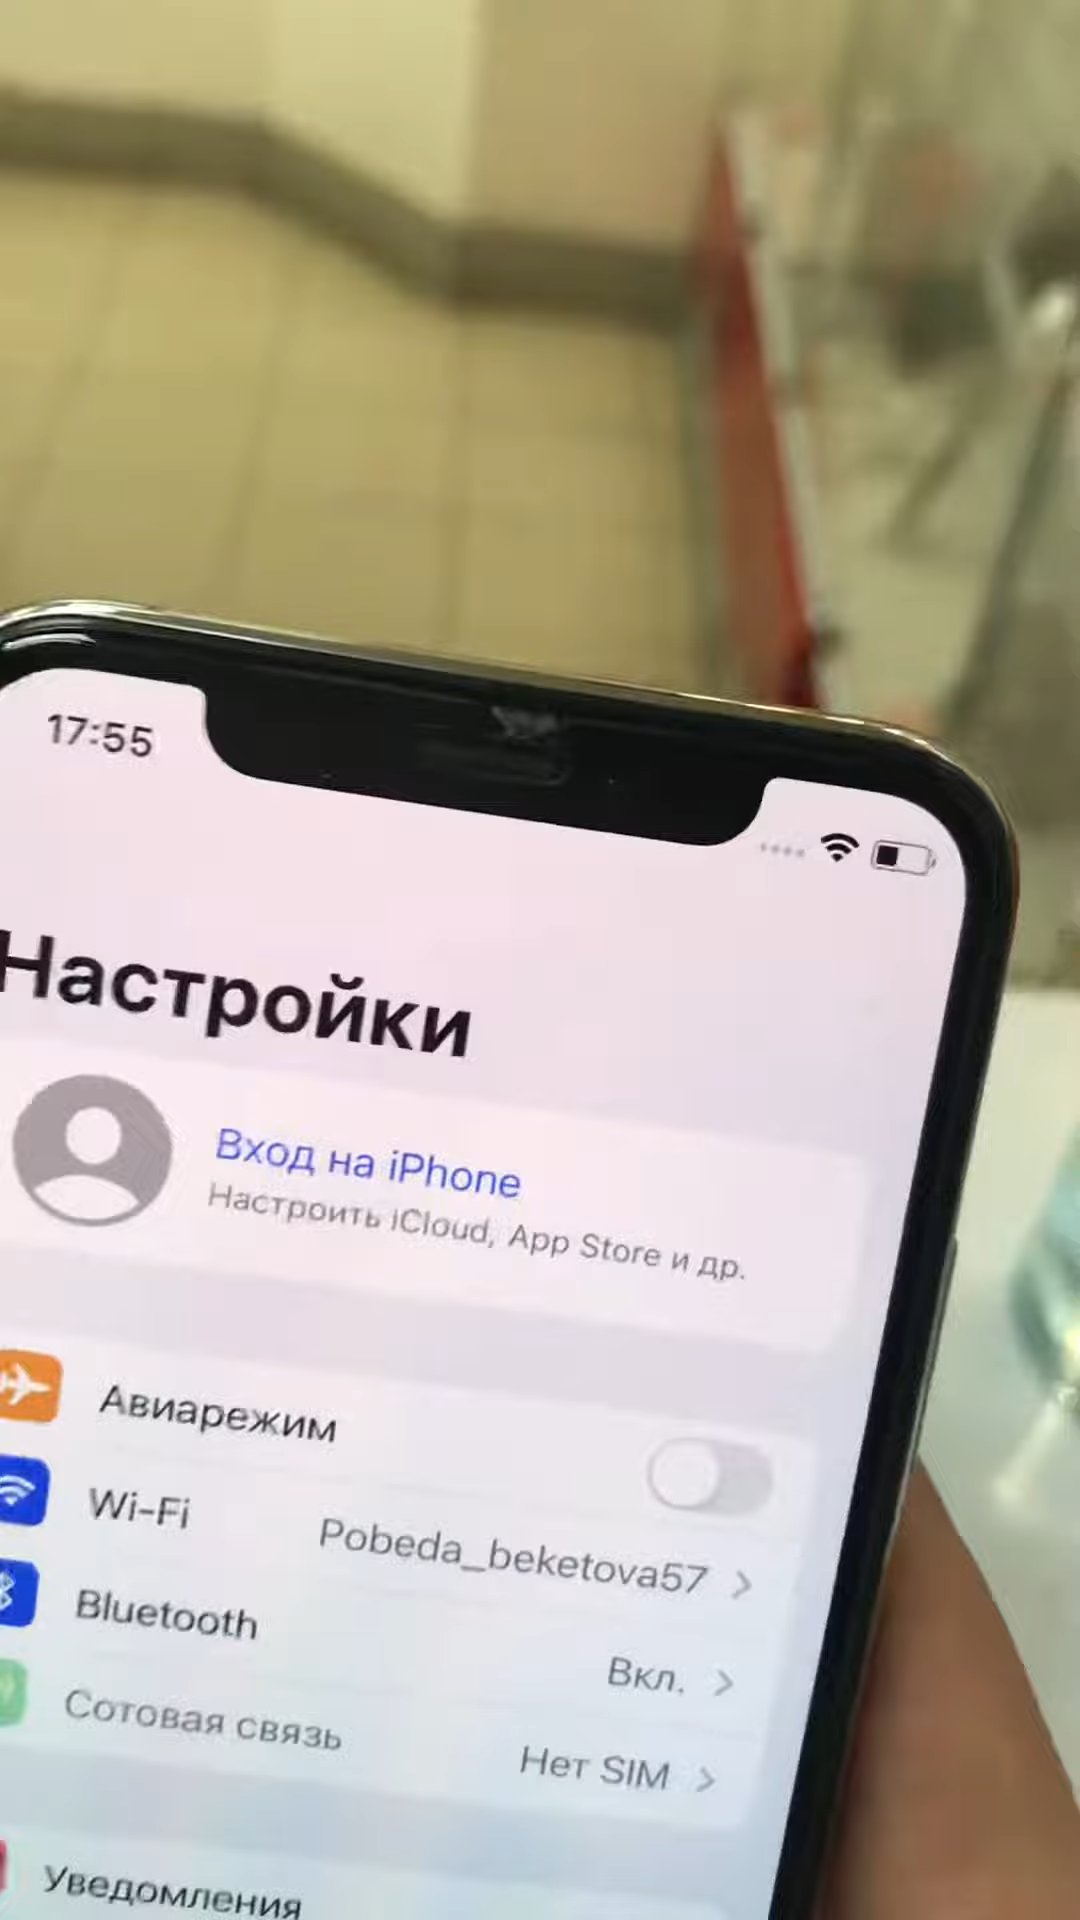 17:55
Настройки
Вход на iPhone
Настроить iCloud, App Store и др.
Авиарежим
Wi-Fi Pobeda_beketova57
Bluetooth Вкл.
Сотовая связь Нет SIM
Уведомления